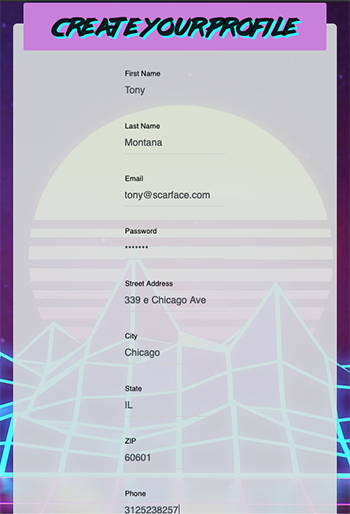 CREATE YOUR PROFILE
First Name
Tony
Last Name
Montana
Email
tony@scarface.com
Password
*******
Street Address
339 e Chicago Ave
City
Chicago
State
IL
ZIP
60601
Phone
3125238257